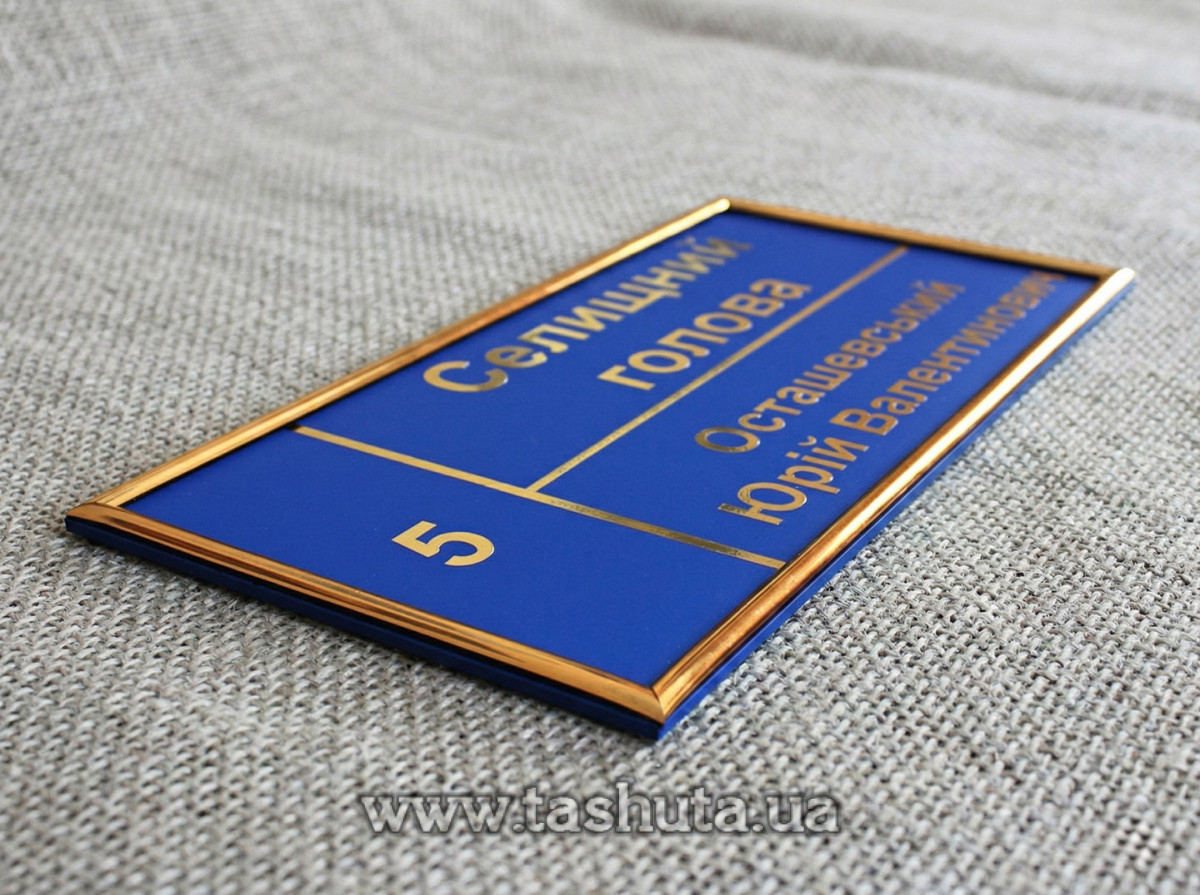 5
Селищний
голова
Осташевський
Юрій Валентинович
www.tashuta.ua